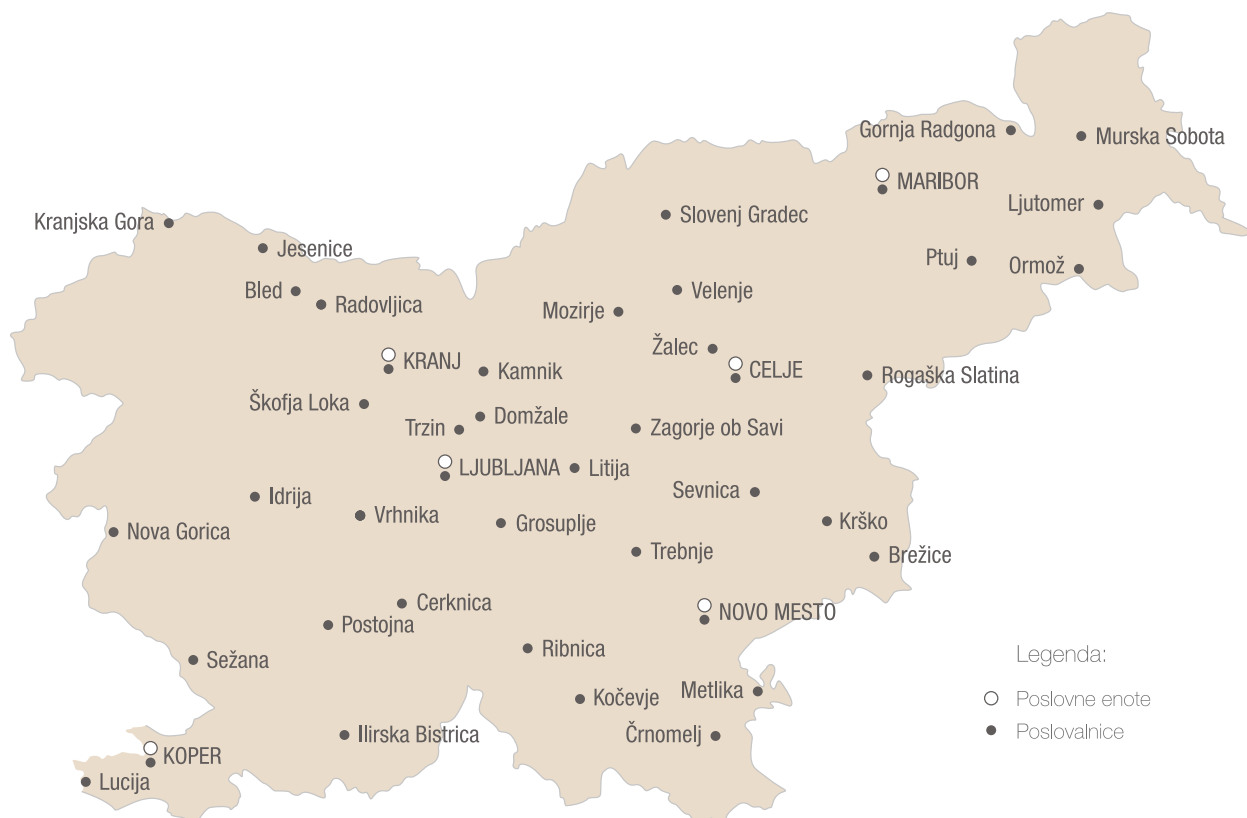 Gornja Radgona
Murska Sobota
MARIBOR
Ljutomer
Slovenj Gradec
Kranjska Gora
Jesenice
Ptuj
Ormož
Bled
Radovljica
Velenje
Mozirje
Žalec
KRANJ
Kamnik
CELJE
Rogaška Slatina
Škofja Loka
Domžale
Trzin
Zagorje ob Savi
LJUBLJANA
Litija
Sevnica
Idrija
Vrhnika
Grosuplje
Krško
Nova Gorica
Trebnje
Brežice
Cerknica
NOVO MESTO
Postojna
Ribnica
Sežana
Legenda:
Kočevje
Metlika
Poslovne enote
Ilirska Bistrica
Črnomelj
Poslovalnice
KOPER
Lucija